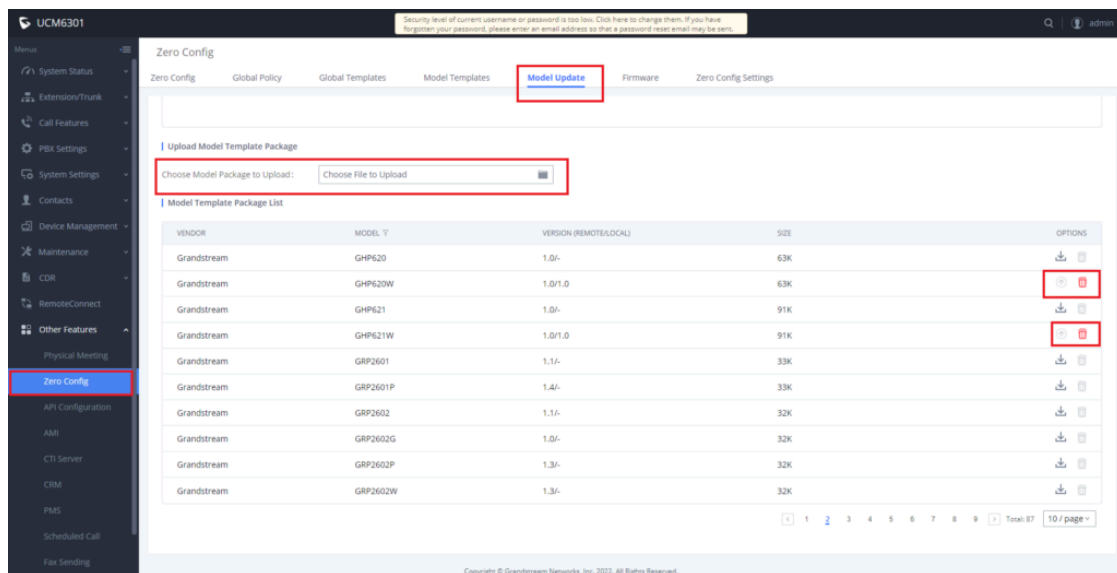 UCM6301
Security level of current username or password is too low. Click here to change them. If you have
forgotten your password, please enter an email address so that a password reset email may be sent.
admin
Menus
System Status
Extension/Trunk
Call Features
PBX Settings
System Settings
Contacts
Device Management
Maintenance
CDR
RemoteConnect
Other Features
Physical Meeting
Zero Config
API Configuration
AMI
CTI Server
CRM
PMS
Scheduled Call
Fax Sending
Zero Config
Zero Config Global Policy Global Templates Model Templates Model Update Firmware Zero Config Settings
Upload Model Template Package
Choose Model Package to Upload: Choose File to Upload
Model Template Package List
VENDOR MODEL VERSION (REMOTE/LOCAL) SIZE OPTIONS
Grandstream GHP620 1.0/- 63K
Grandstream GHP620W 1.0/1.0 63K
Grandstream GHP621 1.0/- 91K
Grandstream GHP621W 1.0/1.0 91K
Grandstream GRP2601 1.1/- 33K
Grandstream GRP2601P 1.4/- 33K
Grandstream GRP2602 1.1/- 32K
Grandstream GRP2602G 1.0/- 32K
Grandstream GRP2602P 1.3/- 32K
Grandstream GRP2602W 1.3/- 32K
< 1 2 3 4 5 6 7 8 9 > Total: 87 10 / page
Copyright © Grandstream Networks, Inc. 2022. All Rights Reserved.